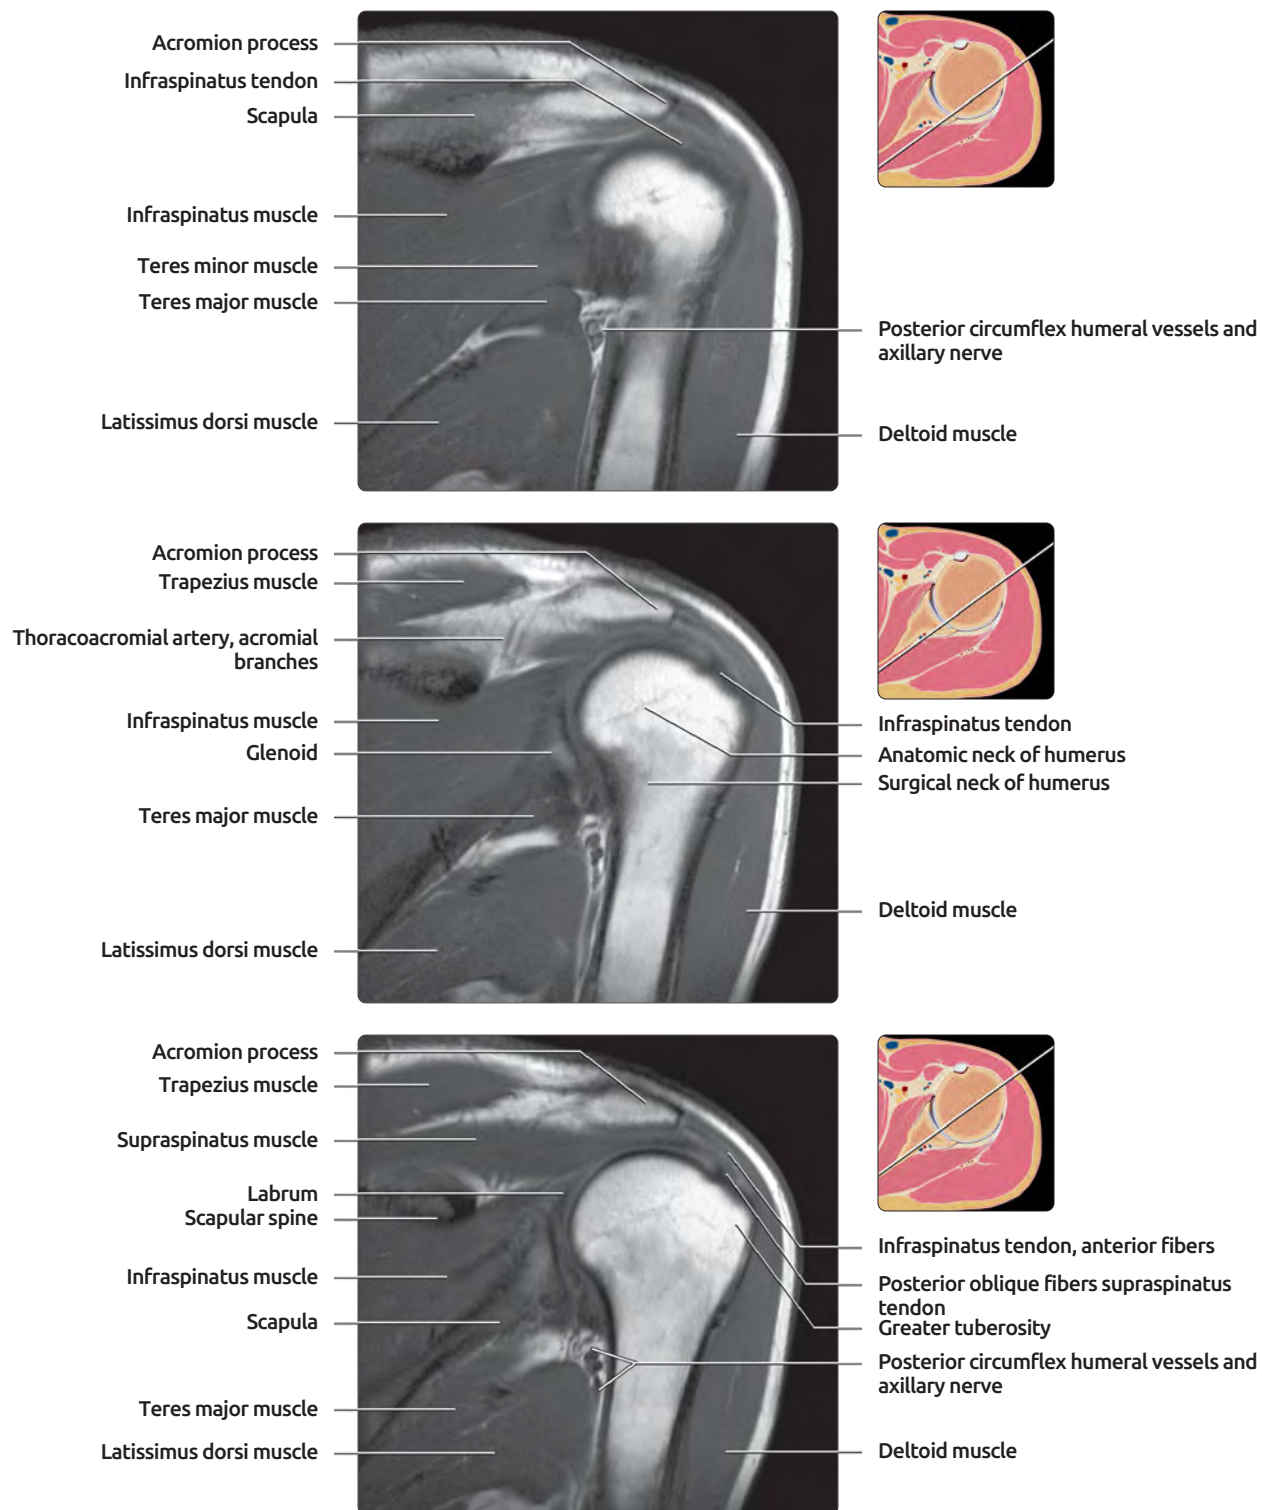 Acromion process
Infraspinatus tendon
Scapula
Infraspinatus muscle
Teres minor muscle
Teres major muscle
Latissimus dorsi muscle
Posterior circumflex humeral vessels and
axillary nerve
Deltoid muscle
Acromion process
Trapezius muscle
Thoracoacromial artery, acromial
branches
Infraspinatus muscle
Glenoid
Teres major muscle
Latissimus dorsi muscle
Infraspinatus tendon
Anatomic neck of humerus
Surgical neck of humerus
Deltoid muscle
Acromion process
Trapezius muscle
Supraspinatus muscle
Labrum
Scapular spine
Infraspinatus muscle
Scapula
Teres major muscle
Latissimus dorsi muscle
Infraspinatus tendon, anterior fibers
Posterior oblique fibers supraspinatus
tendon
Greater tuberosity
Posterior circumflex humeral vessels and
axillary nerve
Deltoid muscle